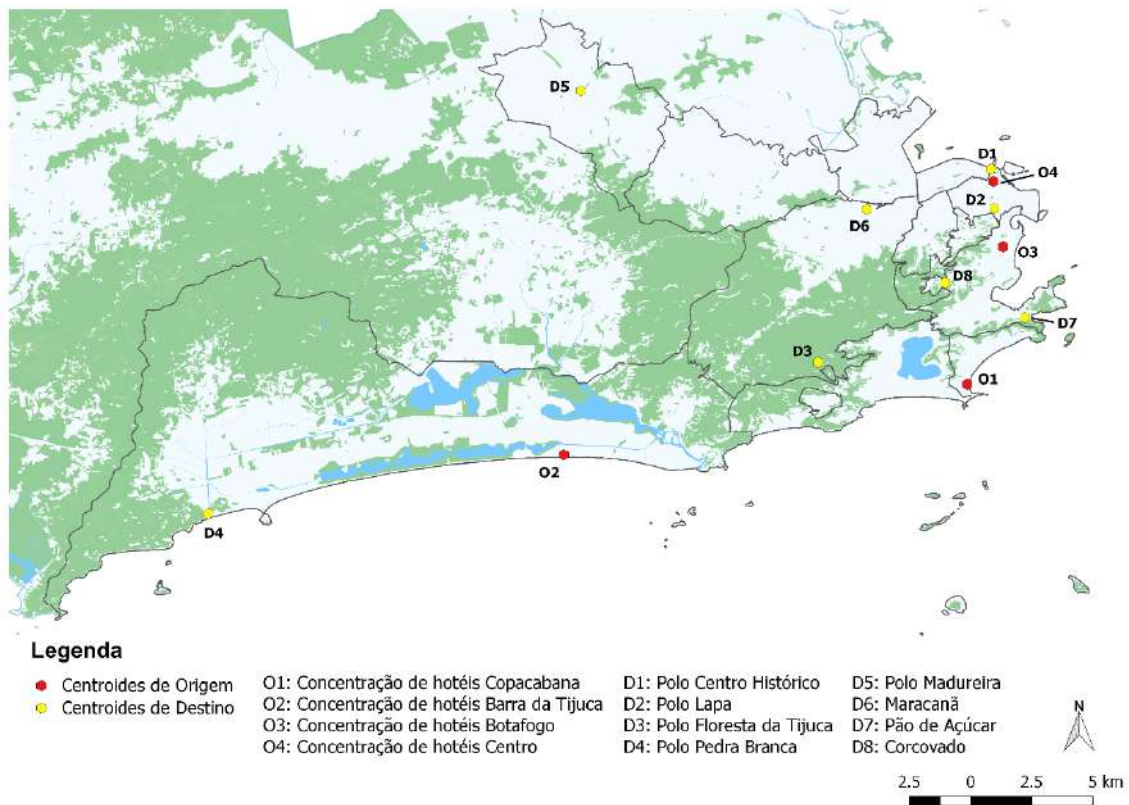 D5
D1
O4
D2
D6
O3
D8
D7
D3
O1
O2
D4
Legenda
Centroides de Origem
Centroides de Destino
O1: Concentração de hotéis Copacabana
O2: Concentração de hotéis Barra da Tijuca
O3: Concentração de hotéis Botafogo
O4: Concentração de hotéis Centro
D1: Polo Centro Histórico
D2: Polo Lapa
D3: Polo Floresta da Tijuca
D4: Polo Pedra Branca
D5: Polo Madureira
D6: Maracanã
D7: Pão de Açúcar
D8: Corcovado
N
2.5 0 2.5 5 km